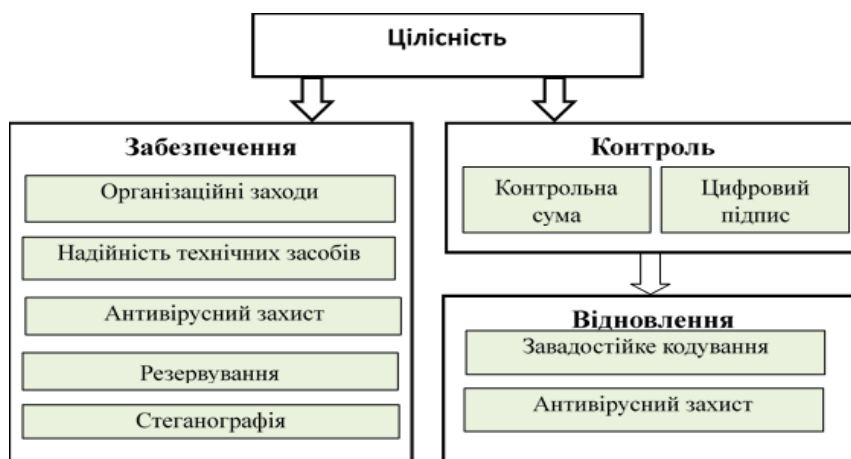 Цілісність
Забезпечення
Організаційні заходи
Надійність технічних засобів
Антивірусний захист
Резервування
Стеганографія
Контроль
Контрольна
сума
Цифровий
підпис
Відновлення
Завадостійке кодування
Антивірусний захист